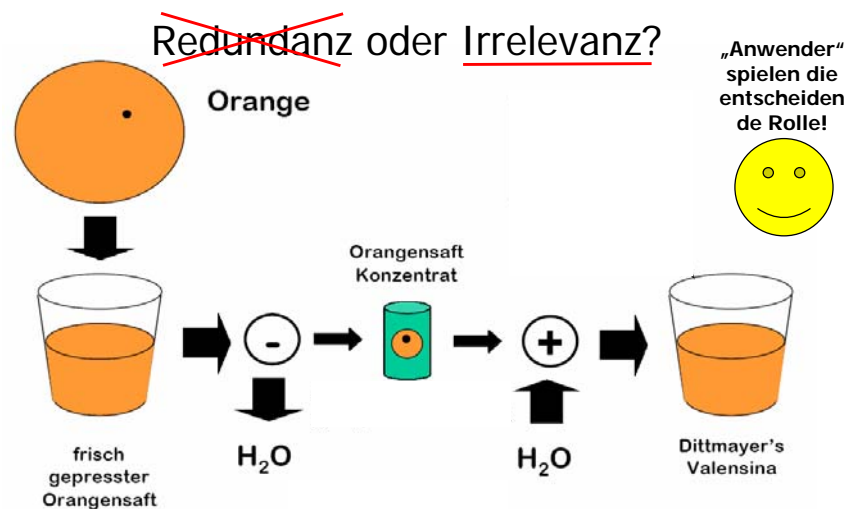 Redundanz oder Irrelevanz?
„Anwender“
spielen die
entscheiden
de Rolle!
Orange
Orangensaft
Konzentrat
-
+
H₂O
H₂O
frisch
gepresster
Orangensaft
Dittmayer's
Valensina